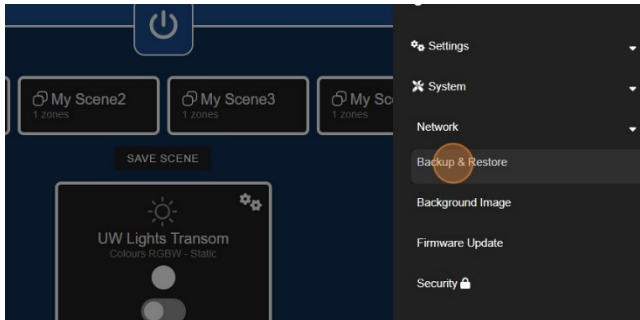 My Scene2
1 zones
My Scene3
1 zones
My Sc
1 zones
SAVE SCENE
UW Lights Transom
Colours RGBW - Static
Settings
System
Network
Backup & Restore
Background Image
Firmware Update
Security